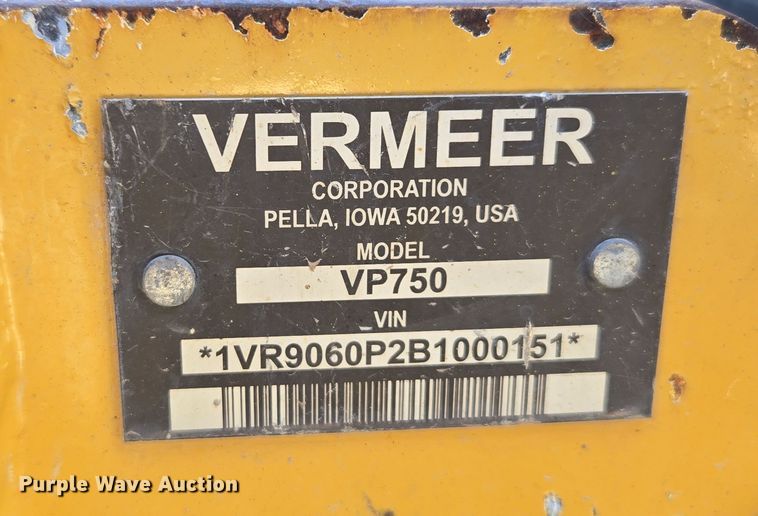 VERMEER
CORPORATION
PELLA, IOWA 50219, USA
MODEL
VP750
VIN
*1VR9060P2B1000151*
Purple Wave Auction